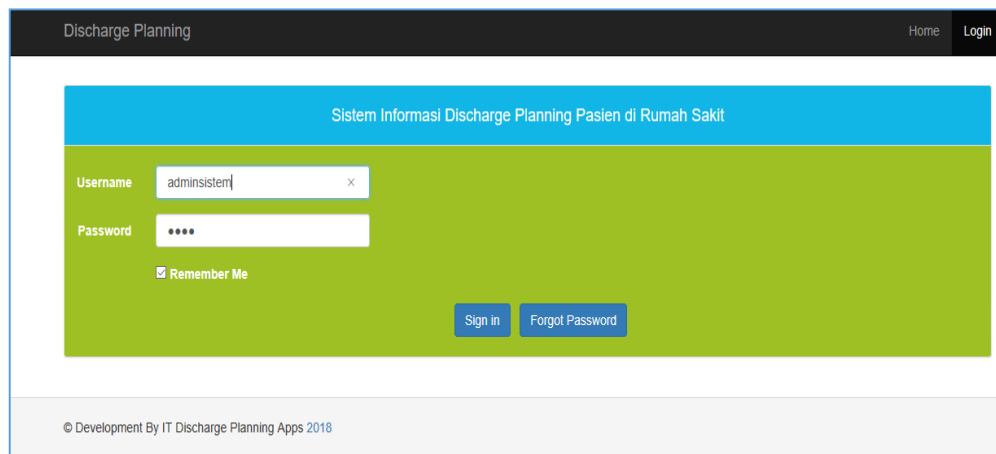 Discharge Planning Home Login
Sistem Informasi Discharge Planning Pasien di Rumah Sakit
Username adminsistem ×
Password ••••
Remember Me
Sign in Forgot Password
© Development By IT Discharge Planning Apps 2018